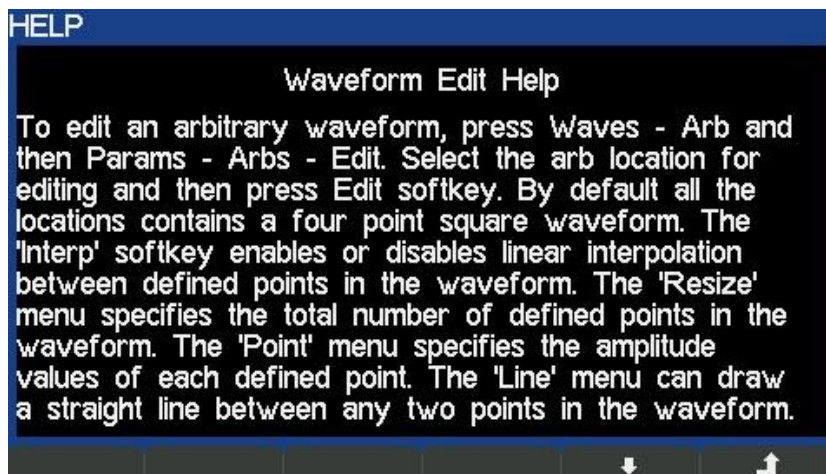 HELP
Waveform Edit Help
To edit an arbitrary waveform, press Waves - Arb and
then Params - Arbs - Edit. Select the arb location for
editing and then press Edit softkey. By default all the
locations contains a four point square waveform. The
'Interp' softkey enables or disables linear interpolation
between defined points in the waveform. The 'Resize'
menu specifies the total number of defined points in the
waveform. The 'Point' menu specifies the amplitude
values of each defined point. The 'Line' menu can draw
a straight line between any two points in the waveform.